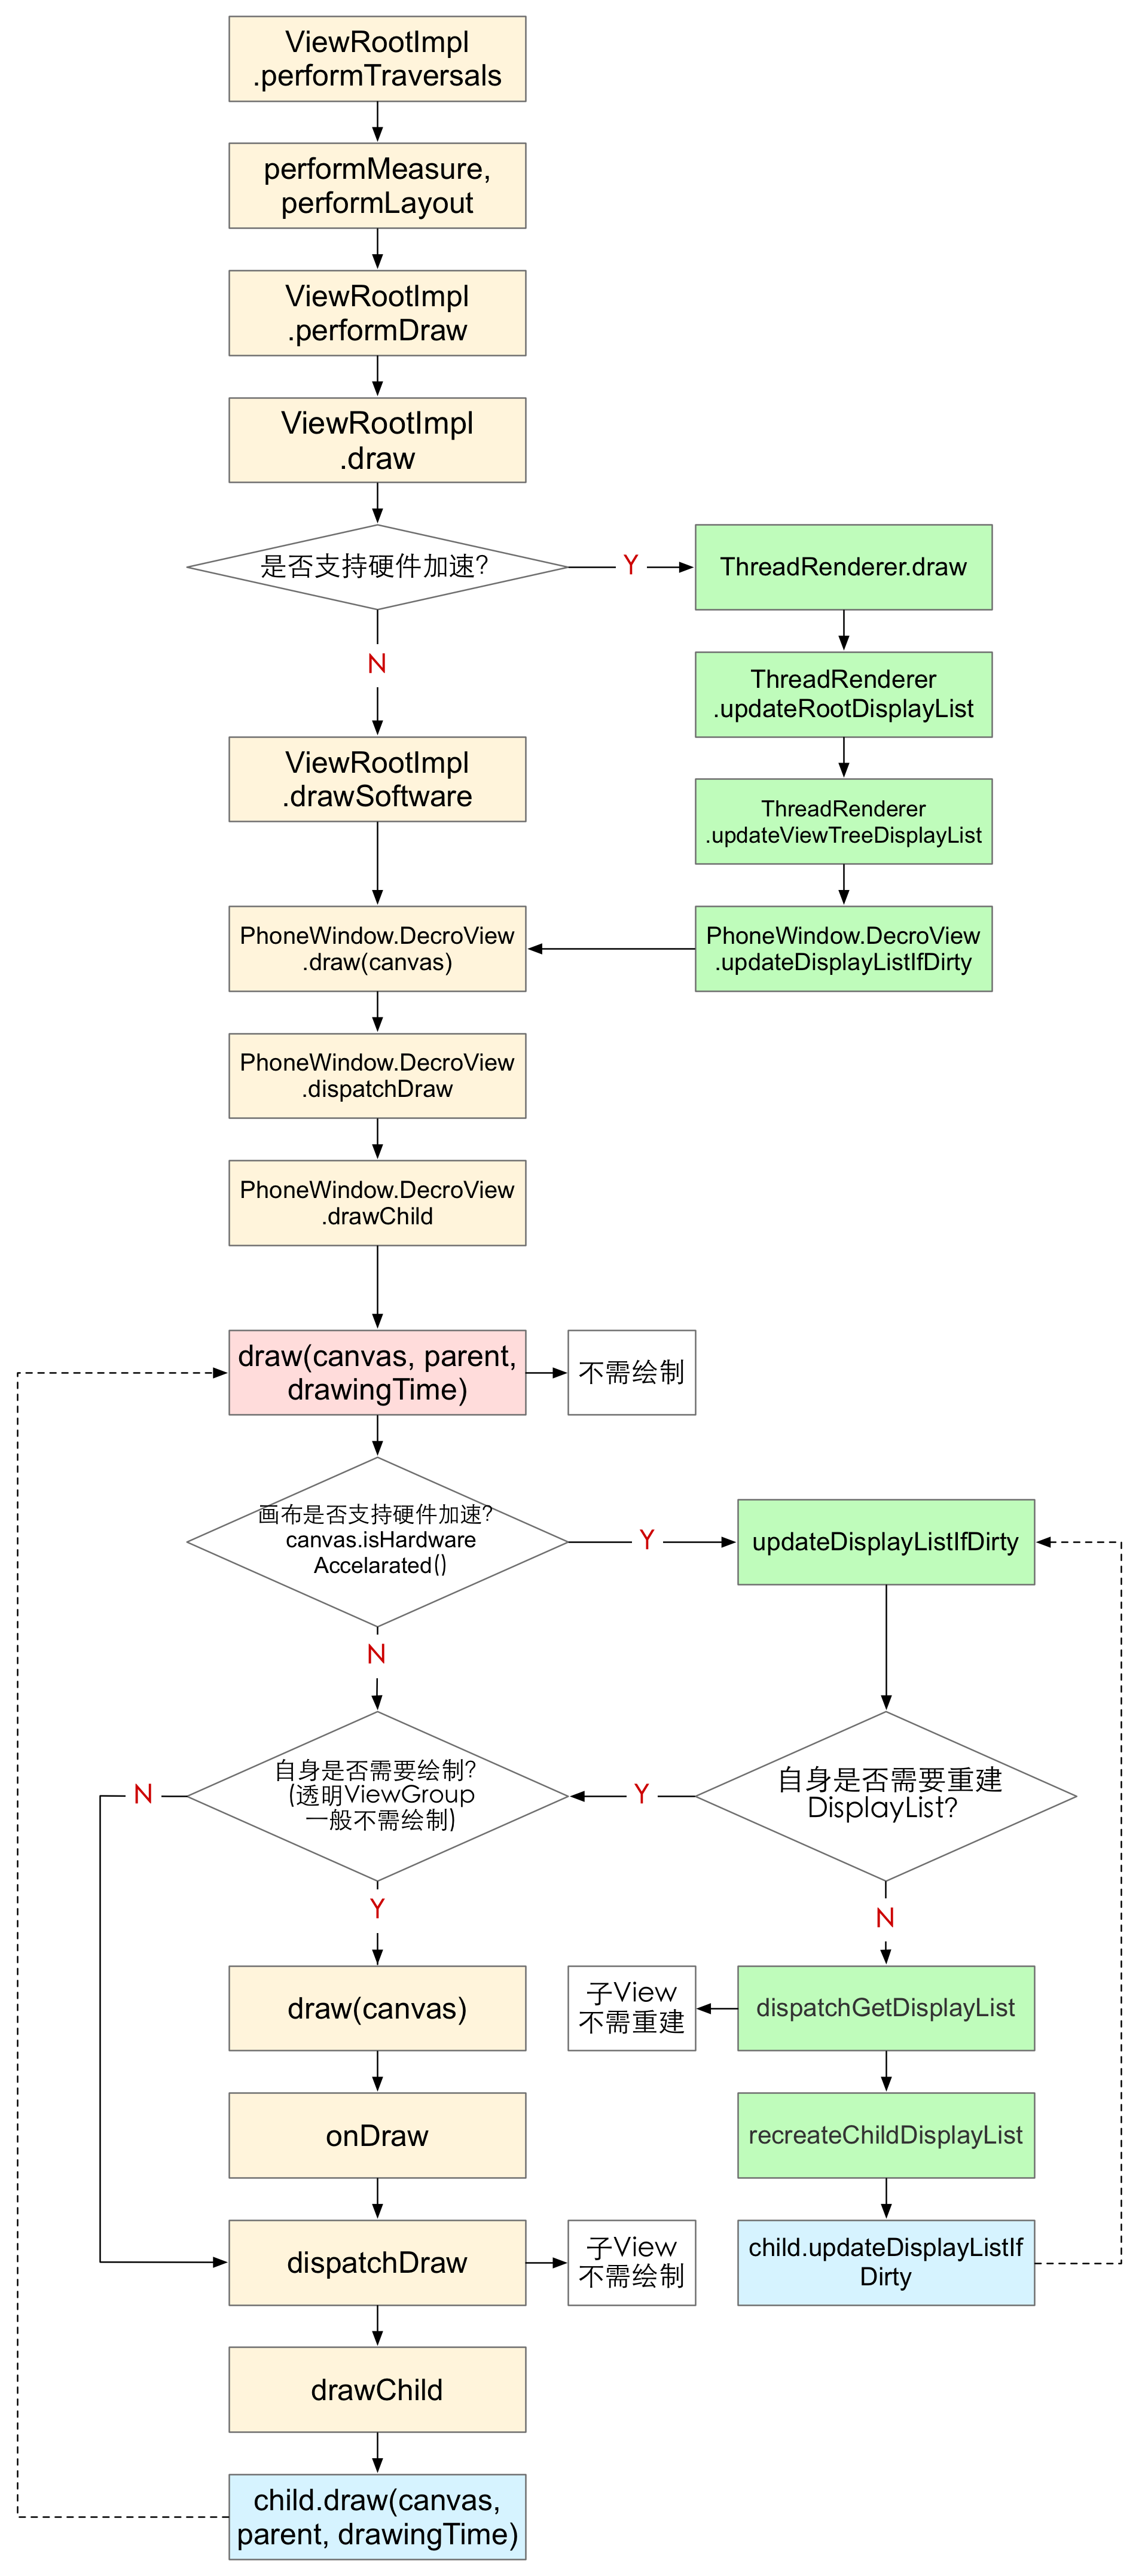 ViewRootImpl
.performTraversals
performMeasure,
performLayout
ViewRootImpl
.performDraw
ViewRootImpl
.draw
是否支持硬件加速?
Y
ThreadRenderer.draw
N
ThreadRenderer
.updateRootDisplayList
ViewRootImpl
.drawSoftware
ThreadRenderer
.updateViewTreeDisplayList
PhoneWindow.DecroView
.draw(canvas)
PhoneWindow.DecroView
.updateDisplayListIfDirty
PhoneWindow.DecroView
.dispatchDraw
PhoneWindow.DecroView
.drawChild
draw(canvas, parent,
drawingTime)
不需绘制
画布是否支持硬件加速?
canvas.isHardware
Accelarated()
Y
updateDisplayListIfDirty
N
自身是否需要绘制?
(透明ViewGroup
一般不需绘制)
N
Y
自身是否需要重建
DisplayList?
Y
N
draw(canvas)
子View
不需重建
dispatchGetDisplayList
onDraw
recreateChildDisplayList
dispatchDraw
子View
不需绘制
child.updateDisplayListIf
Dirty
drawChild
child.draw(canvas,
parent, drawingTime)